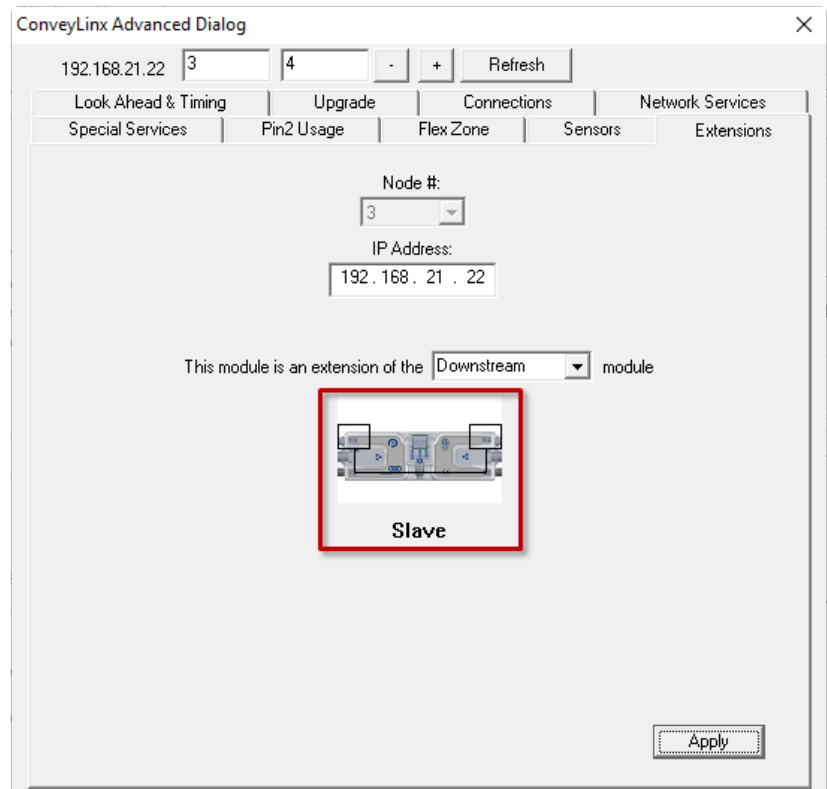 ConveyLinx Advanced Dialog
192.168.21.22 3 4 - + Refresh
Look Ahead & Timing Upgrade Connections Network Services
Special Services Pin2 Usage Flex Zone Sensors Extensions
Node #:
3
IP Address:
192 . 168 . 21 . 22
This module is an extension of the Downstream module
Slave
Apply